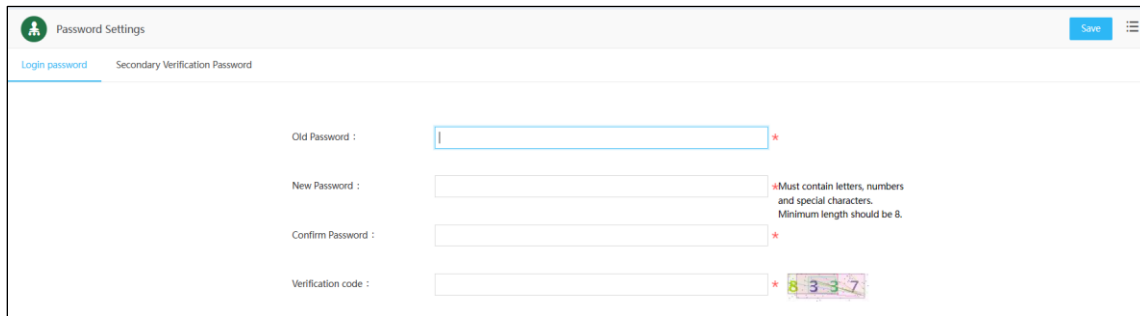 Password Settings
Save
Login password
Secondary Verification Password
Old Password :
*
New Password :
*Must contain letters, numbers
and special characters.
Minimum length should be 8.
Confirm Password :
*
Verification code :
* 8 3 3 7